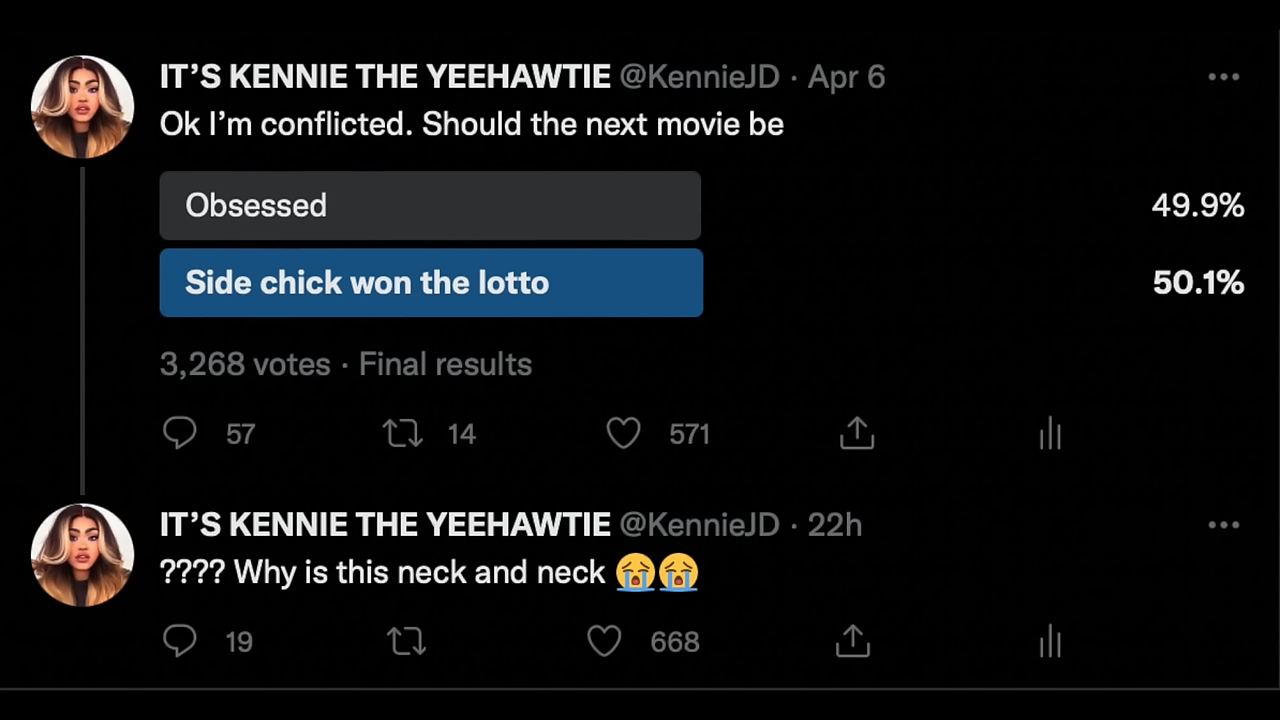 IT’S KENNIE THE YEEHAWTIE @KennieJD · Apr 6
Ok I’m conflicted. Should the next movie be
Obsessed 49.9%
Side chick won the lotto 50.1%
3,268 votes · Final results
57 14 571
IT’S KENNIE THE YEEHAWTIE @KennieJD · 22h
???? Why is this neck and neck 😭😭
19 668